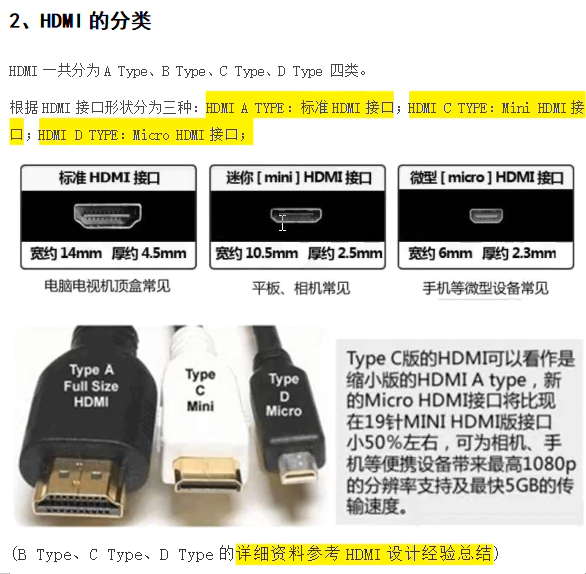 2、HDMI 的分类
HDMI 一共分为 A Type、B Type、C Type、D Type 四类。
根据 HDMI 接口形状分为三种：HDMI A TYPE：标准 HDMI 接口；HDMI C TYPE：Mini HDMI 接
口；HDMI D TYPE：Micro HDMI 接口；
标准 HDMI 接口
宽约14mm 厚约4.5mm
电脑电视机顶盒常见
迷你 [ mini ] HDMI 接口
宽约10.5mm 厚约2.5mm
平板、相机常见
微型 [ micro ] HDMI 接口
宽约6mm 厚约2.3mm
手机等微型设备常见
Type A
Full Size
HDMI
Type
C
Mini
Type
D
Micro
Type C版的HDMI可以看作是
缩小版的HDMI A type，新
的Micro HDMI接口将比现
在19针MINI HDMI版接口
小50%左右，可为相机、手
机等便携设备带来最高1080p
的分辨率支持及最快5GB的传
输速度。
(B Type、C Type、D Type 的详细资料参考 HDMI 设计经验总结)